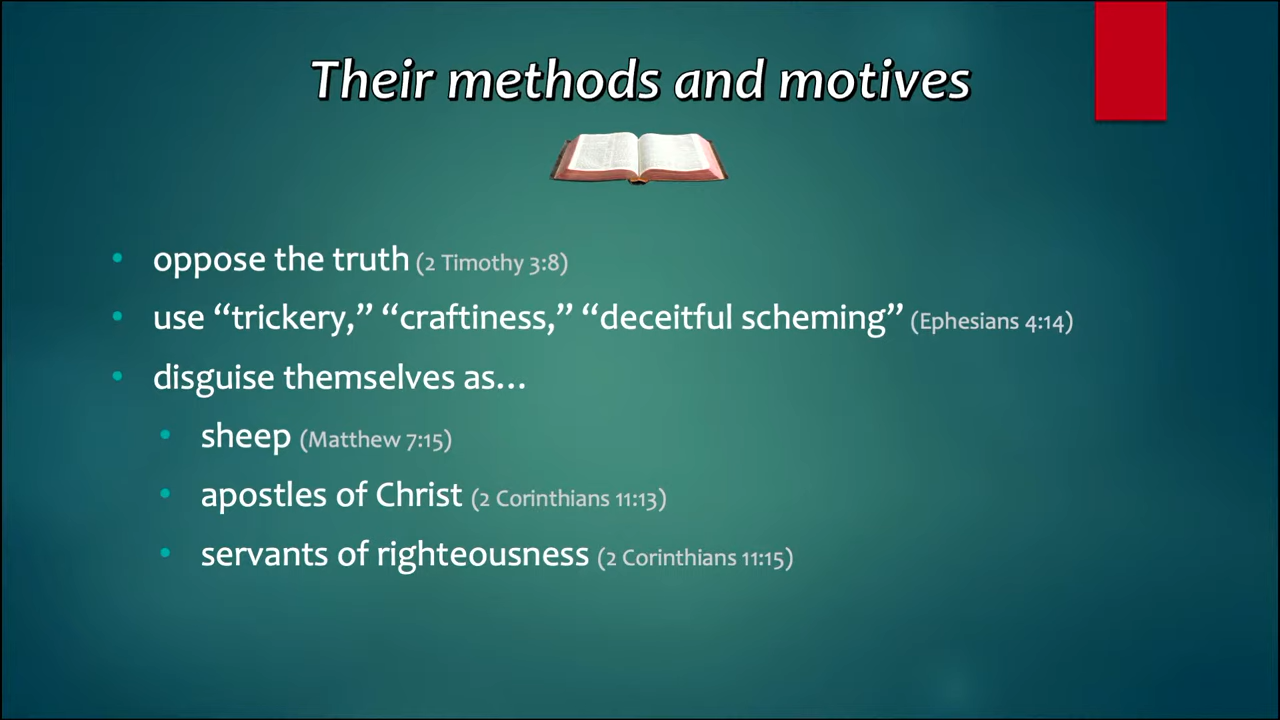 Their methods and motives
• oppose the truth (2 Timothy 3:8)
• use “trickery,” “craftiness,” “deceitful scheming” (Ephesians 4:14)
• disguise themselves as…
• sheep (Matthew 7:15)
• apostles of Christ (2 Corinthians 11:13)
• servants of righteousness (2 Corinthians 11:15)